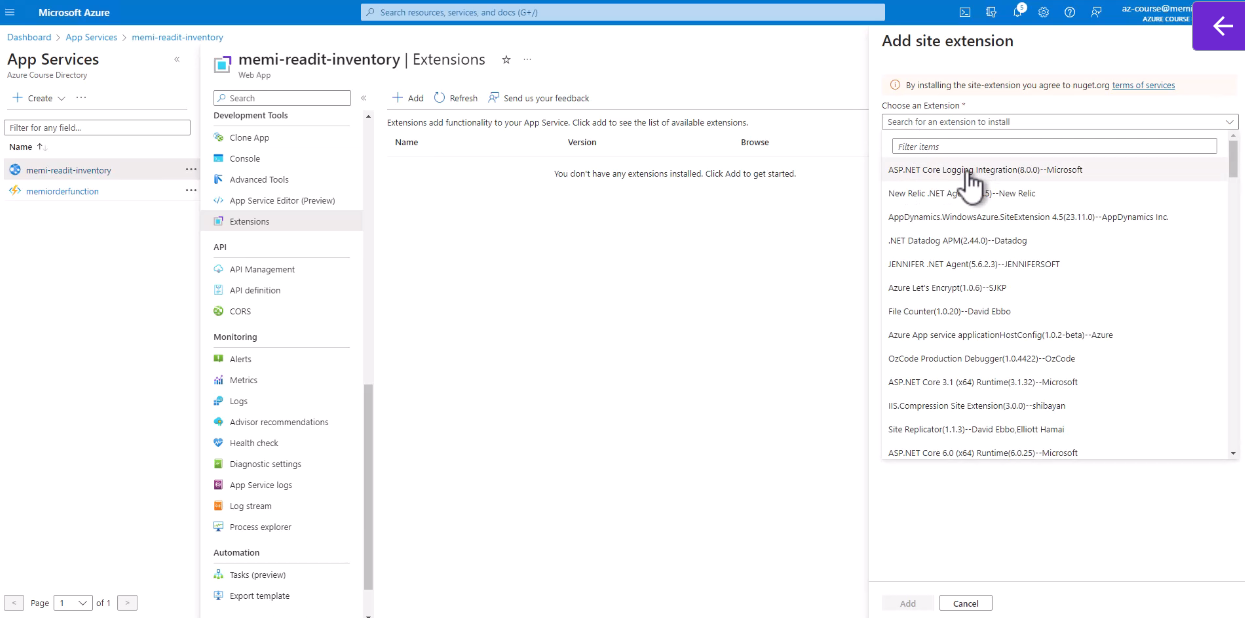 Microsoft Azure
Search resources, services, and docs (G+/)
5
az-course@memi
AZURE COURSE
Dashboard > App Services > memi-readit-inventory
App Services
Azure Course Directory
+ Create
Filter for any field...
Name ↑↓
memi-readit-inventory
memiorderfunction
< Page 1 of 1 >
memi-readit-inventory | Extensions
Web App
Search
Development Tools
Clone App
Console
Advanced Tools
App Service Editor (Preview)
Extensions
API
API Management
API definition
CORS
Monitoring
Alerts
Metrics
Logs
Advisor recommendations
Health check
Diagnostic settings
App Service logs
Log stream
Process explorer
Automation
Tasks (preview)
Export template
+ Add Refresh Send us your feedback
Extensions add functionality to your App Service. Click add to see the list of available extensions.
Name Version Browse
You don't have any extensions installed. Click Add to get started.
Add site extension
By installing the site-extension you agree to nuget.org terms of services
Choose an Extension *
Search for an extension to install
Filter items
ASP.NET Core Logging Integration(8.0.0)--Microsoft
New Relic .NET 5)--New Relic
AppDynamics.WindowsAzure.SiteExtension 4.5(23.11.0)--AppDynamics Inc.
.NET Datadog APM(2.44.0)--Datadog
JENNIFER .NET Agent(5.6.2.3)--JENNIFERSOFT
Azure Let's Encrypt(1.0.6)--SJKP
File Counter(1.0.20)--David Ebbo
Azure App service applicationHostConfig(1.0.2-beta)--Azure
OzCode Production Debugger(1.0.4422)--OzCode
ASP.NET Core 3.1 (x64) Runtime(3.1.32)--Microsoft
IIS.Compression Site Extension(3.0.0)--shibayan
Site Replicator(1.1.3)--David Ebbo,Elliott Hamai
ASP.NET Core 6.0 (x64) Runtime(6.0.25)--Microsoft
Add Cancel